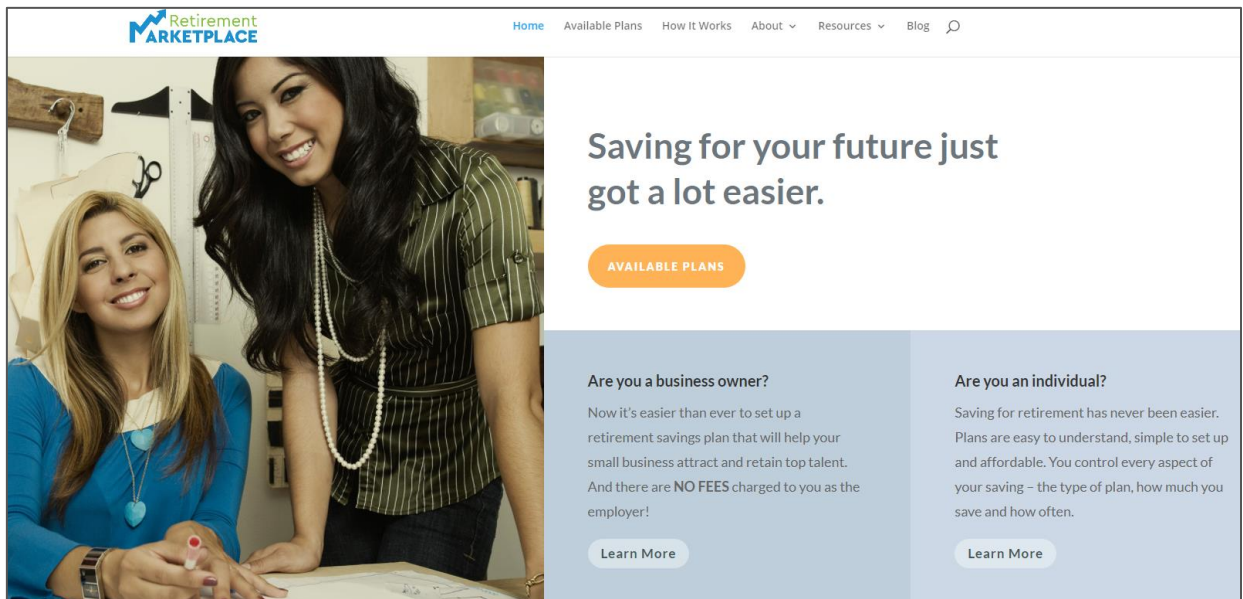 Retirement
MARKETPLACE
Home Available Plans How It Works About Resources Blog
Saving for your future just
got a lot easier.
AVAILABLE PLANS
Are you a business owner?
Now it's easier than ever to set up a
retirement savings plan that will help your
small business attract and retain top talent.
And there are NO FEES charged to you as the
employer!
Learn More
Are you an individual?
Saving for retirement has never been easier.
Plans are easy to understand, simple to set up
and affordable. You control every aspect of
your saving – the type of plan, how much you
save and how often.
Learn More